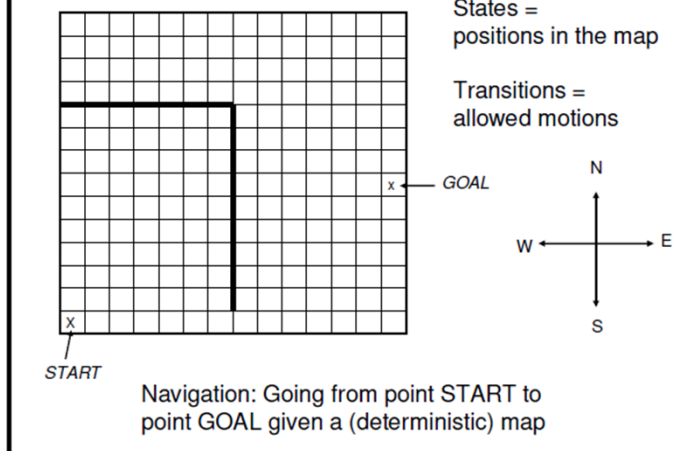 States =
positions in the map
Transitions =
allowed motions
N
x
GOAL
W
E
X
S
START
Navigation: Going from point START to
point GOAL given a (deterministic) map